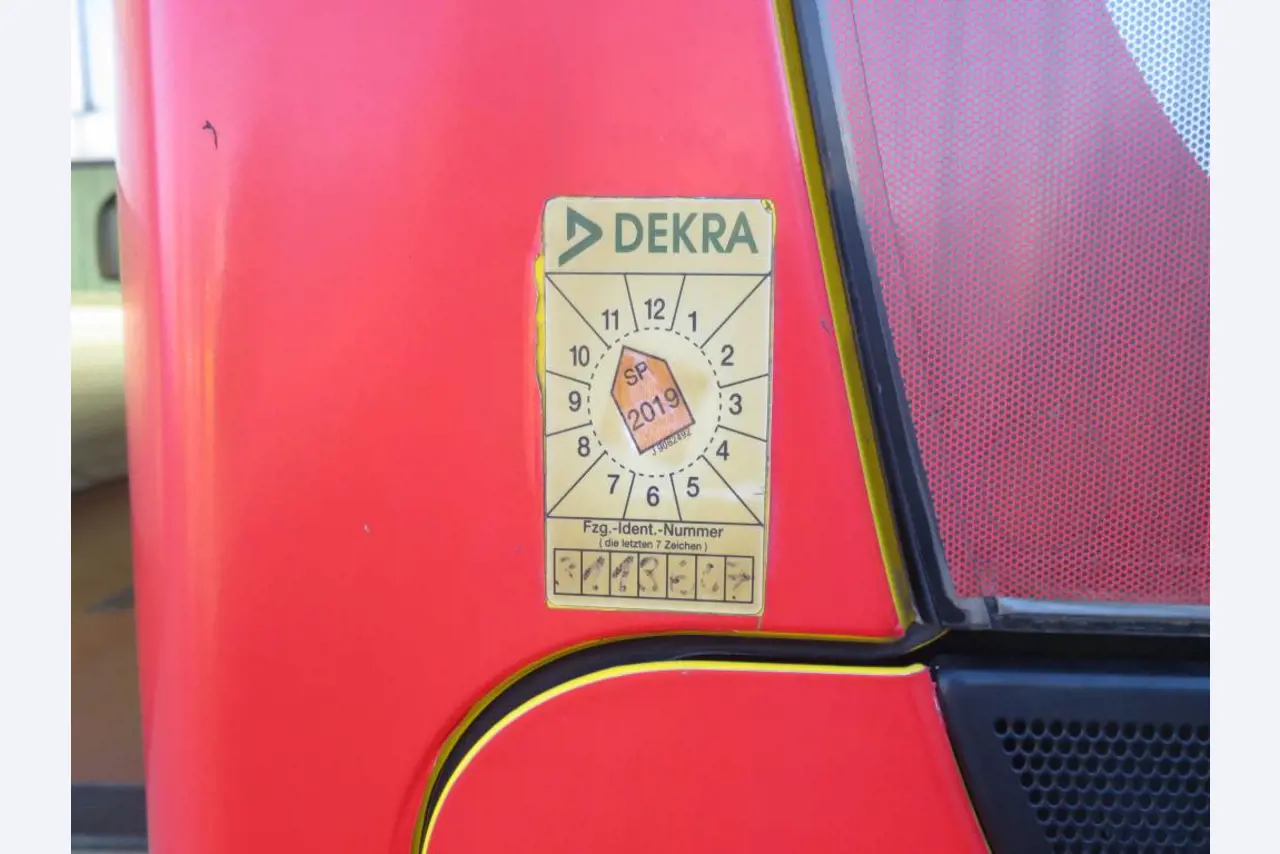 DEKRA
11 12 1
10 2
9 3
8 4
7 6 5
SP
2019
Fzg.-Ident.-Nummer
( die letzten 7 Zeichen )